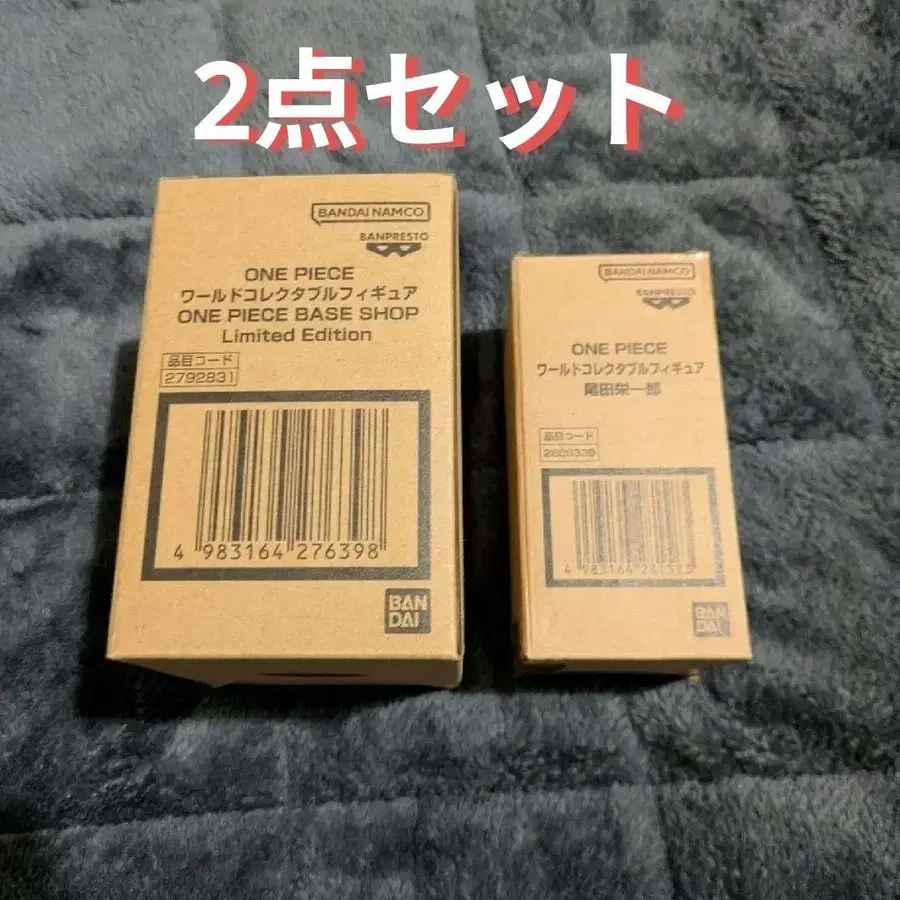 2点セット
BANDAI NAMCO
BANPRESTO
ONE PIECE
ワールドコレクタブルフィギュア
ONE PIECE BASE SHOP
Limited Edition
品目コード
2792831
4 983164 276398
BAN
DAI
BANDAI NAMCO
BANPRESTO
ONE PIECE
ワールドコレクタブルフィギュア
尾田栄一郎
品目コード
4 983164
BAN
DAI